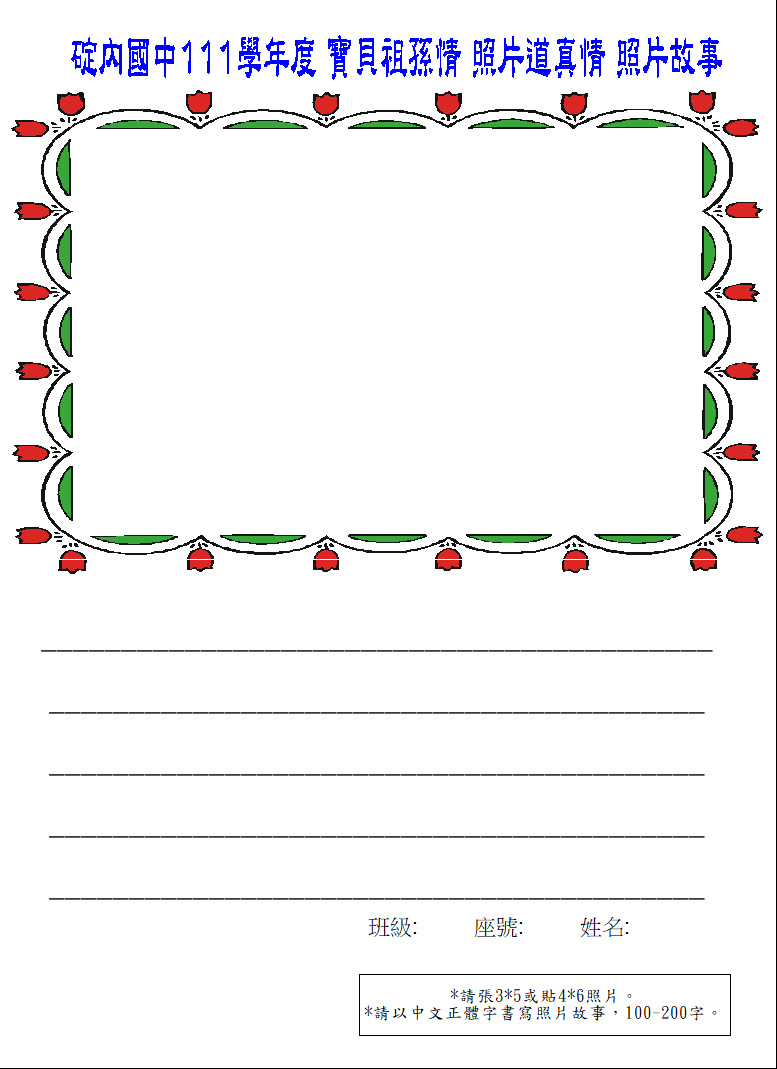 碇內國中111學年度 寶貝祖孫情 照片道真情 照片故事
班級: 座號: 姓名:
*請張3*5或貼4*6照片。
*請以中文正體字書寫照片故事，100-200字。